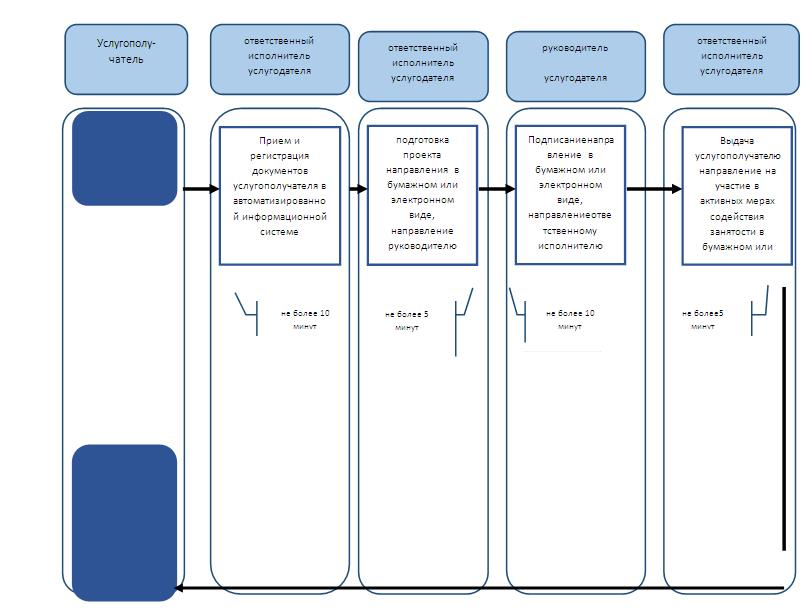 Услугополу-
чатель
ответственный
исполнитель
услугодателя
ответственный
исполнитель
услугодателя
руководитель
услугодателя
ответственный
исполнитель
услугодателя
Прием и
регистрация
документов
услугополучателя в
автоматизированно
й информационной
системе
подготовка
проекта
направления в
бумажном или
электронном
виде,
направление
руководителю
Подписаниенапра
вление в
бумажном или
электронном
виде,
направлениеотве
тственному
исполнителю
Выдача
услугополучателю
направление на
участие в
активных мерах
содействия
занятости в
бумажном или
не более 10
минут
не более 5
минут
не более 10
минут
не более5
минут